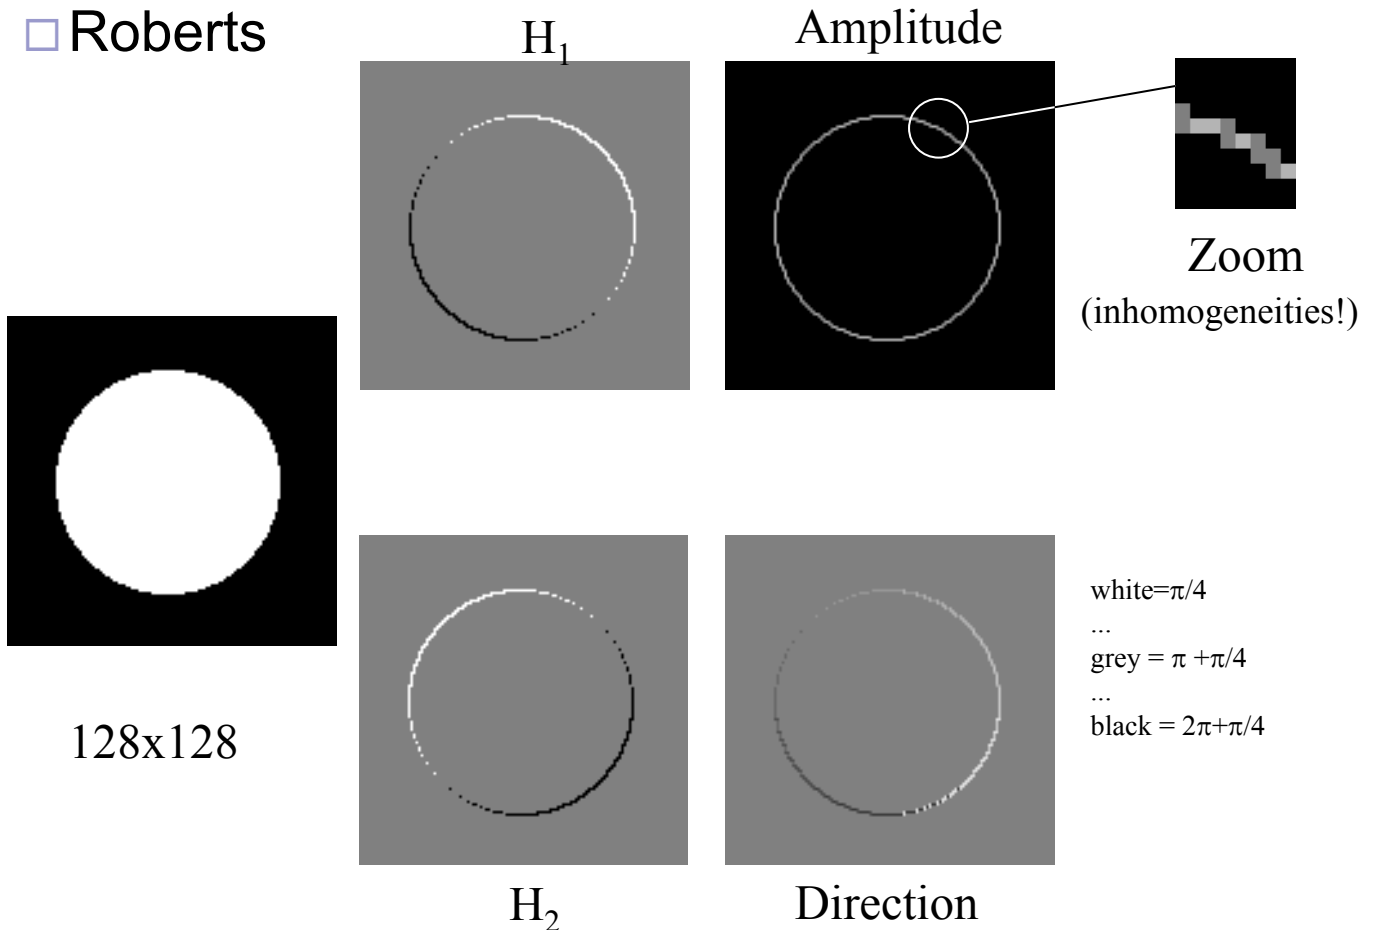 Roberts
H₁
Amplitude
Zoom
(inhomogeneities!)
128x128
white=π/4
...
grey = π +π/4
...
black = 2π+π/4
H₂
Direction